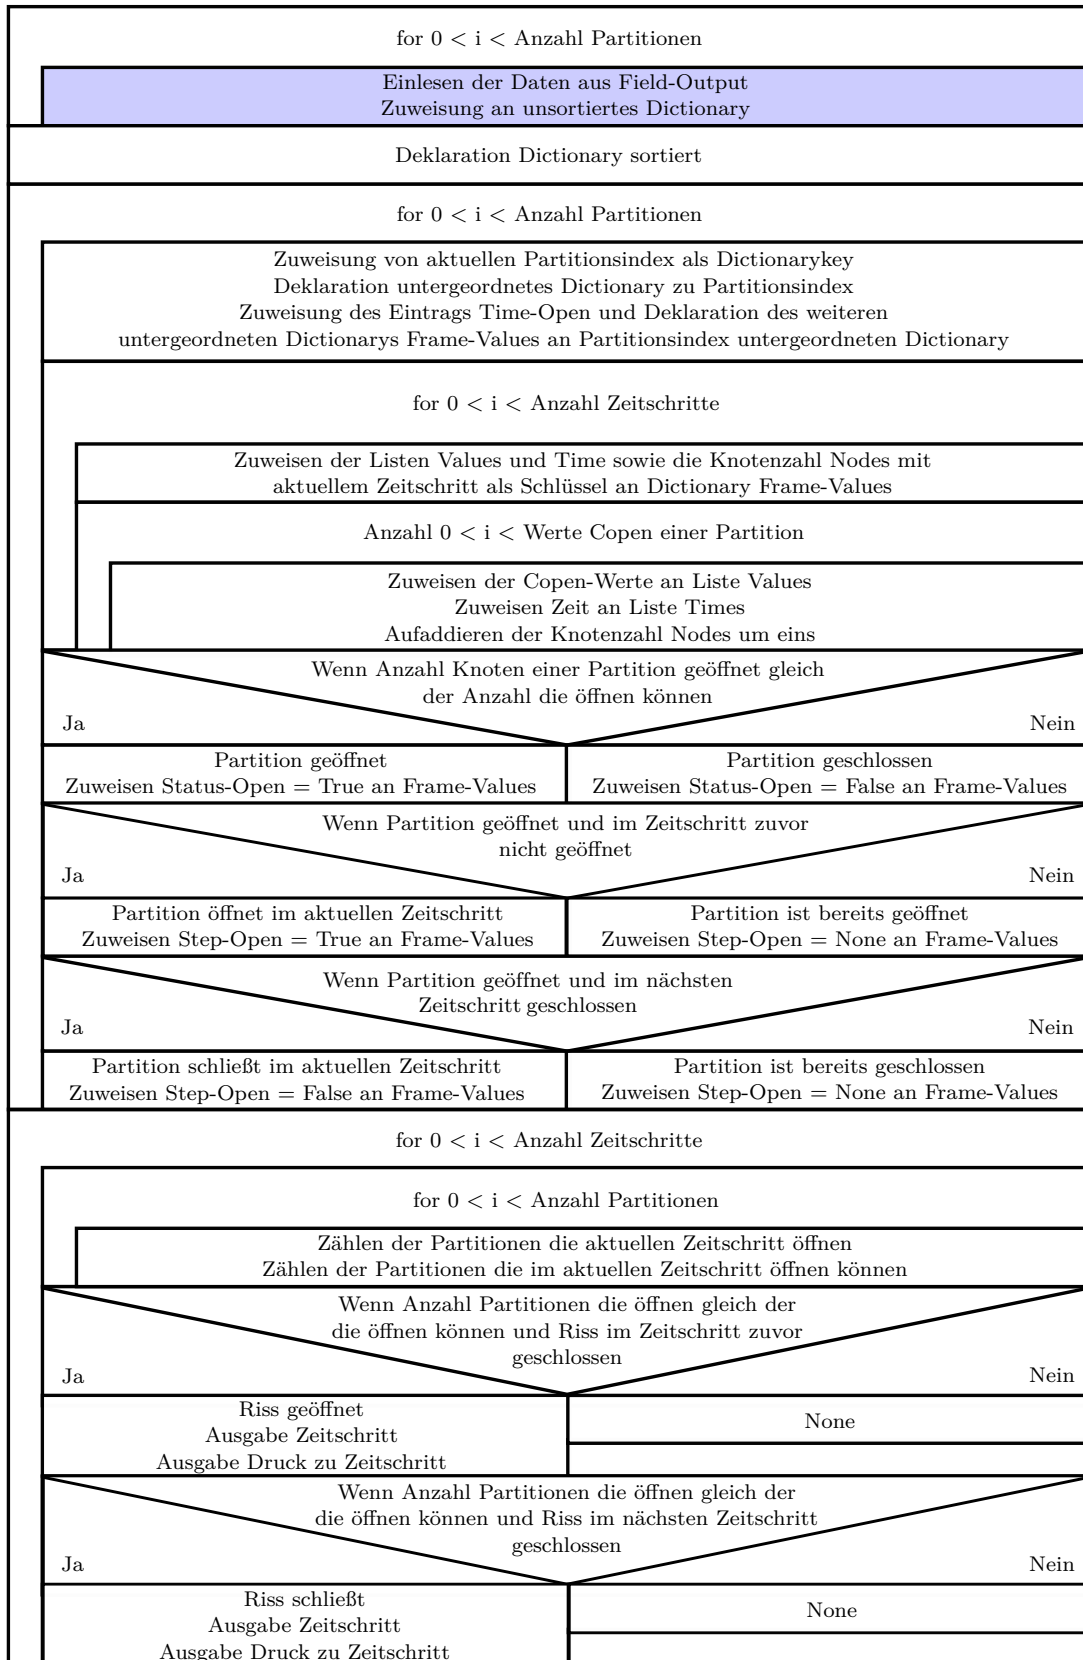 for 0 < i < Anzahl Partitionen
Einlesen der Daten aus Field-Output
Zuweisung an unsortiertes Dictionary
Deklaration Dictionary sortiert
for 0 < i < Anzahl Partitionen
Zuweisung von aktuellen Partitionsindex als Dictionarykey
Deklaration untergeordnetes Dictionary zu Partitionsindex
Zuweisung des Eintrags Time-Open und Deklaration des weiteren
untergeordneten Dictionarys Frame-Values an Partitionsindex untergeordneten Dictionary
for 0 < i < Anzahl Zeitschritte
Zuweisen der Listen Values und Time sowie die Knotenzahl Nodes mit
aktuellem Zeitschritt als Schlüssel an Dictionary Frame-Values
Anzahl 0 < i < Werte Copen einer Partition
Zuweisen der Copen-Werte an Liste Values
Zuweisen Zeit an Liste Times
Aufaddieren der Knotenzahl Nodes um eins
Wenn Anzahl Knoten einer Partition geöffnet gleich
der Anzahl die öffnen können
Ja
Nein
Partition geöffnet
Zuweisen Status-Open = True an Frame-Values
Partition geschlossen
Zuweisen Status-Open = False an Frame-Values
Wenn Partition geöffnet und im Zeitschritt zuvor
nicht geöffnet
Ja
Nein
Partition öffnet im aktuellen Zeitschritt
Zuweisen Step-Open = True an Frame-Values
Partition ist bereits geöffnet
Zuweisen Step-Open = None an Frame-Values
Wenn Partition geöffnet und im nächsten
Zeitschritt geschlossen
Ja
Nein
Partition schließt im aktuellen Zeitschritt
Zuweisen Step-Open = False an Frame-Values
Partition ist bereits geschlossen
Zuweisen Step-Open = None an Frame-Values
for 0 < i < Anzahl Zeitschritte
for 0 < i < Anzahl Partitionen
Zählen der Partitionen die aktuellen Zeitschritt öffnen
Zählen der Partitionen die im aktuellen Zeitschritt öffnen können
Wenn Anzahl Partitionen die öffnen gleich der
die öffnen können und Riss im Zeitschritt zuvor
geschlossen
Ja
Nein
Riss geöffnet
Ausgabe Zeitschritt
Ausgabe Druck zu Zeitschritt
None
Wenn Anzahl Partitionen die öffnen gleich der
die öffnen können und Riss im nächsten Zeitschritt
geschlossen
Ja
Nein
Riss schließt
Ausgabe Zeitschritt
Ausgabe Druck zu Zeitschritt
None